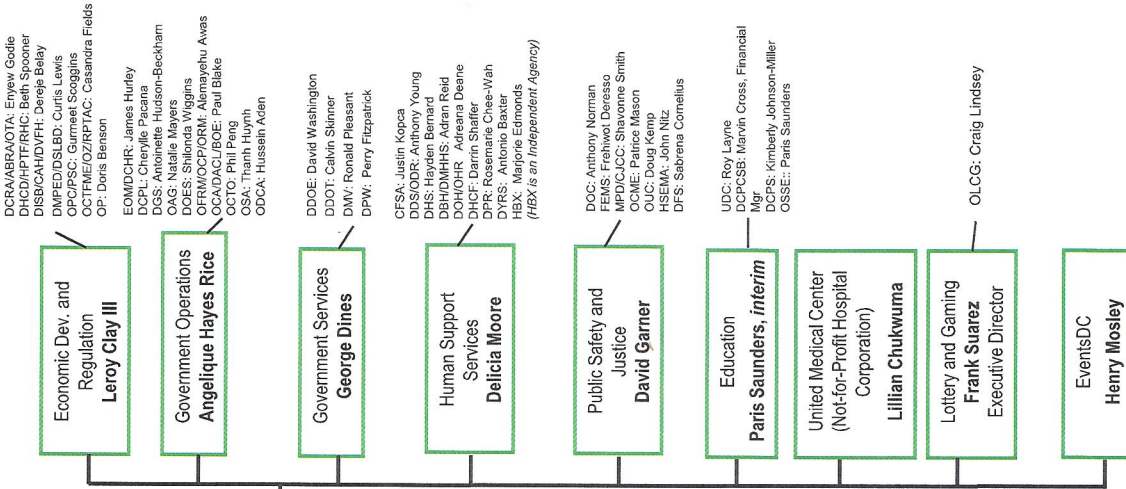 Economic Dev. and
Regulation
Leroy Clay III
DCRA/ABRA/OTA: Enyew Godie
DHCD/HPTF/RHC: Beth Spooner
DISB/CAH/DVFH: Dereje Belay
DMPED/DSLBD: Curtis Lewis
OPC/PSC: Gurmeet Scoggins
OCTFME/OZ/RPTAC: Casandra Fields
OP: Doris Benson
Government Operations
Angelique Hayes Rice
EOM/DCHR: James Hurley
DCPL: Cherylle Pacana
DGS: Antoinette Hudson-Beckham
OAG: Natalie Mayers
DOES: Shilonda Wiggins
OFRM/OCP/ORM: Alemayehu Awas
OCA/DACL/BOE: Paul Blake
OCTO: Phil Peng
OSA: Thanh Huynh
ODCA: Hussein Aden
Government Services
George Dines
DDOE: David Washington
DDOT: Calvin Skinner
DMV: Ronald Pleasant
DPW: Perry Fitzpatrick
Human Support
Services
Delicia Moore
CFSA: Justin Kopca
DDS/ODR: Anthony Young
DHS: Hayden Bernard
DBH/DMHHS: Adran Reid
DOH/OHR Adreana Deane
DHCF: Darrin Shaffer
DPR: Rosemarie Chee-Wah
DYRS: Antonio Baxter
HBX: Marjorie Edmonds
(HBX is an Independent Agency)
Public Safety and
Justice
David Garner
DOC: Anthony Norman
FEMS: Frehiwot Deresso
MPD/CJCC: Shavonne Smith
OCME: Patrice Mason
OUC: Doug Kemp
HSEMA: John Nitz
DFS: Sabrena Cornelius
Education
Paris Saunders, interim
UDC: Roy Layne
DCPCSB: Marvin Cross, Financial
Mgr
DCPS: Kimberly Johnson-Miller
OSSE:: Paris Saunders
United Medical Center
(Not-for-Profit Hospital
Corporation)
Lillian Chukwuma
Lottery and Gaming
Frank Suarez
Executive Director
OLCG: Craig Lindsey
EventsDC
Henry Mosley